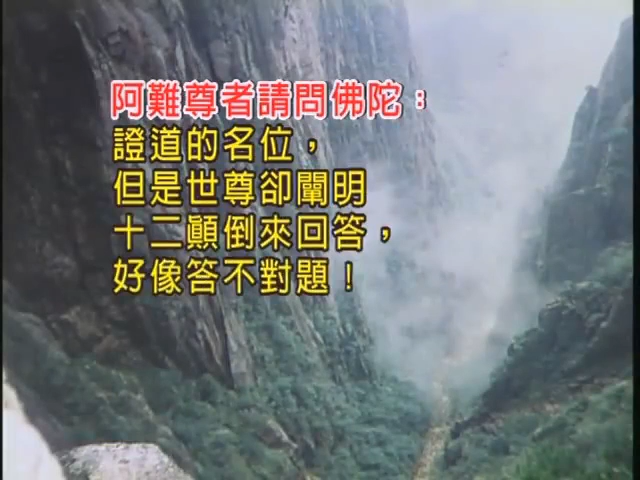 阿難尊者請問佛陀：
證道的名位，
但是世尊卻闡明
十二顛倒來回答，
好像答不對題！